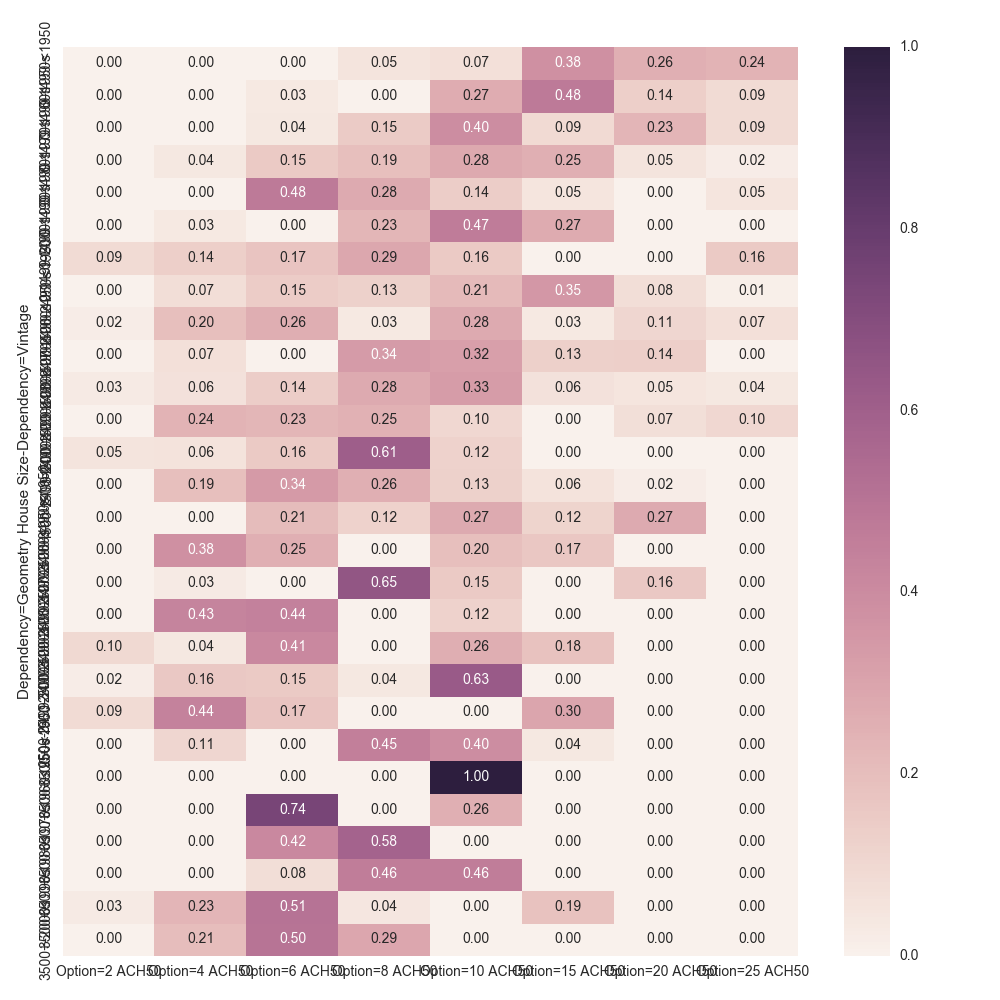 0.00 0.00 0.00 0.05 0.07 0.38 0.26 0.24
0.00 0.00 0.03 0.00 0.27 0.48 0.14 0.09
0.00 0.00 0.04 0.15 0.40 0.09 0.23 0.09
0.00 0.04 0.15 0.19 0.28 0.25 0.05 0.02
0.00 0.00 0.48 0.28 0.14 0.05 0.00 0.05
0.00 0.03 0.00 0.23 0.47 0.27 0.00 0.00
0.09 0.14 0.17 0.29 0.16 0.00 0.00 0.16
0.00 0.07 0.15 0.13 0.21 0.35 0.08 0.01
0.02 0.20 0.26 0.03 0.28 0.03 0.11 0.07
0.00 0.07 0.00 0.34 0.32 0.13 0.14 0.00
0.03 0.06 0.14 0.28 0.33 0.06 0.05 0.04
0.00 0.24 0.23 0.25 0.10 0.00 0.07 0.10
0.05 0.06 0.16 0.61 0.12 0.00 0.00 0.00
0.00 0.19 0.34 0.26 0.13 0.06 0.02 0.00
0.00 0.00 0.21 0.12 0.27 0.12 0.27 0.00
0.00 0.38 0.25 0.00 0.20 0.17 0.00 0.00
0.00 0.03 0.00 0.65 0.15 0.00 0.16 0.00
0.00 0.43 0.44 0.00 0.12 0.00 0.00 0.00
0.10 0.04 0.41 0.00 0.26 0.18 0.00 0.00
0.02 0.16 0.15 0.04 0.63 0.00 0.00 0.00
0.09 0.44 0.17 0.00 0.00 0.30 0.00 0.00
0.00 0.11 0.00 0.45 0.40 0.04 0.00 0.00
0.00 0.00 0.00 0.00 1.00 0.00 0.00 0.00
0.00 0.00 0.74 0.00 0.26 0.00 0.00 0.00
0.00 0.00 0.42 0.58 0.00 0.00 0.00 0.00
0.00 0.00 0.08 0.46 0.46 0.00 0.00 0.00
0.03 0.23 0.51 0.04 0.00 0.19 0.00 0.00
0.00 0.21 0.50 0.29 0.00 0.00 0.00 0.00
Option=2 ACH50 Option=4 ACH50 Option=6 ACH50 Option=8 ACH50 Option=10 ACH50 Option=15 ACH50 Option=20 ACH50 Option=25 ACH50
Dependency=Geometry House Size-Dependency=Vintage
1.0
0.8
0.6
0.4
0.2
0.0